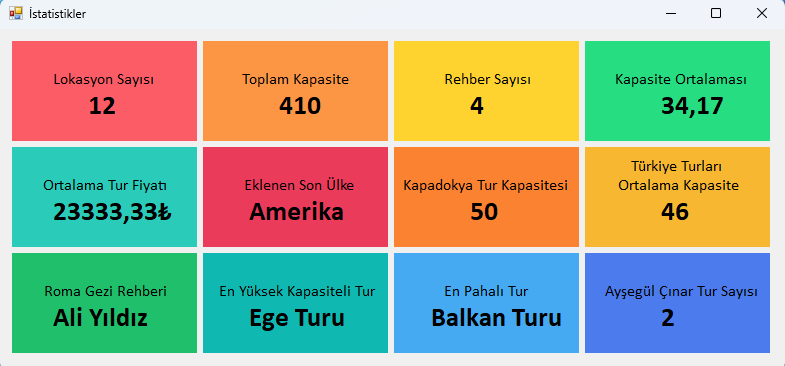 İstatistikler
Lokasyon Sayısı
12
Toplam Kapasite
410
Rehber Sayısı
4
Kapasite Ortalaması
34,17
Ortalama Tur Fiyatı
23333,33₺
Eklenen Son Ülke
Amerika
Kapadokya Tur Kapasitesi
50
Türkiye Turları
Ortalama Kapasite
46
Roma Gezi Rehberi
Ali Yıldız
En Yüksek Kapasiteli Tur
Ege Turu
En Pahalı Tur
Balkan Turu
Ayşegül Çınar Tur Sayısı
2